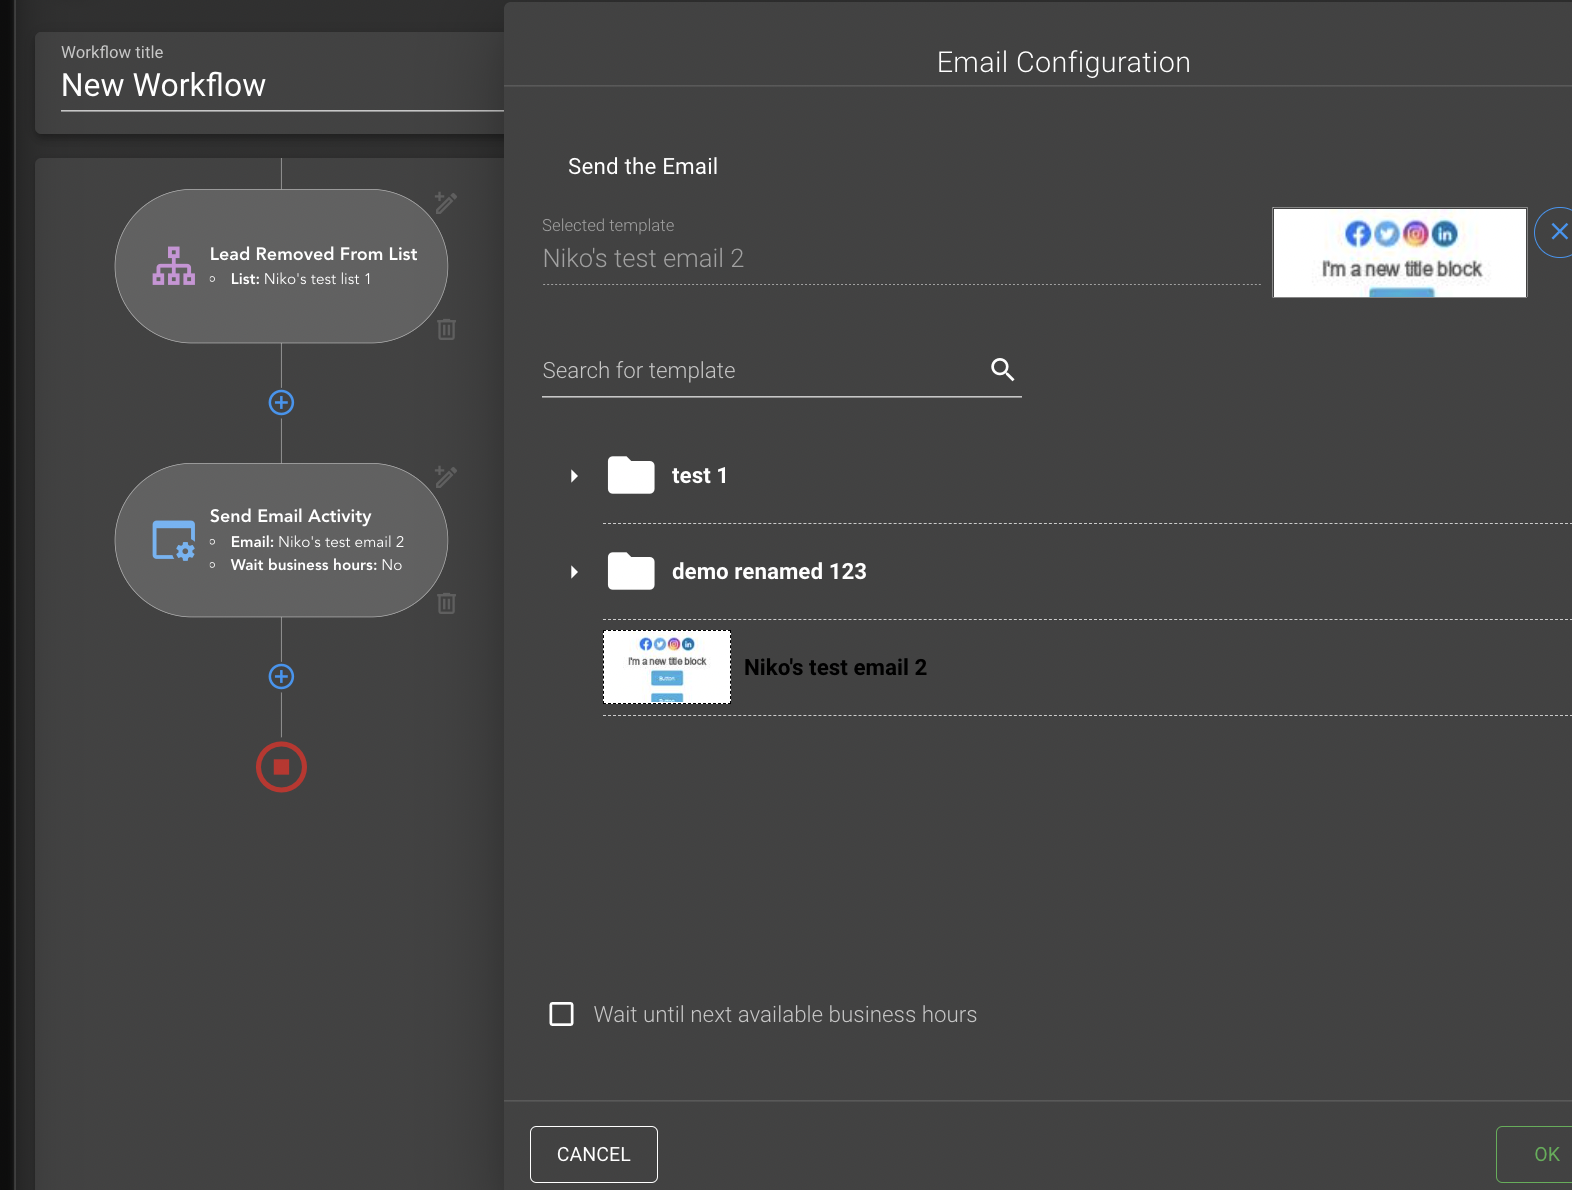 Workflow title
New Workflow
Lead Removed From List
List: Niko's test list 1
Send Email Activity
Email: Niko's test email 2
Wait business hours: No
Email Configuration
Send the Email
Selected template
Niko's test email 2
I'm a new title block
Search for template
test 1
demo renamed 123
I'm a new title block
Button
Niko's test email 2
Wait until next available business hours
CANCEL
OK